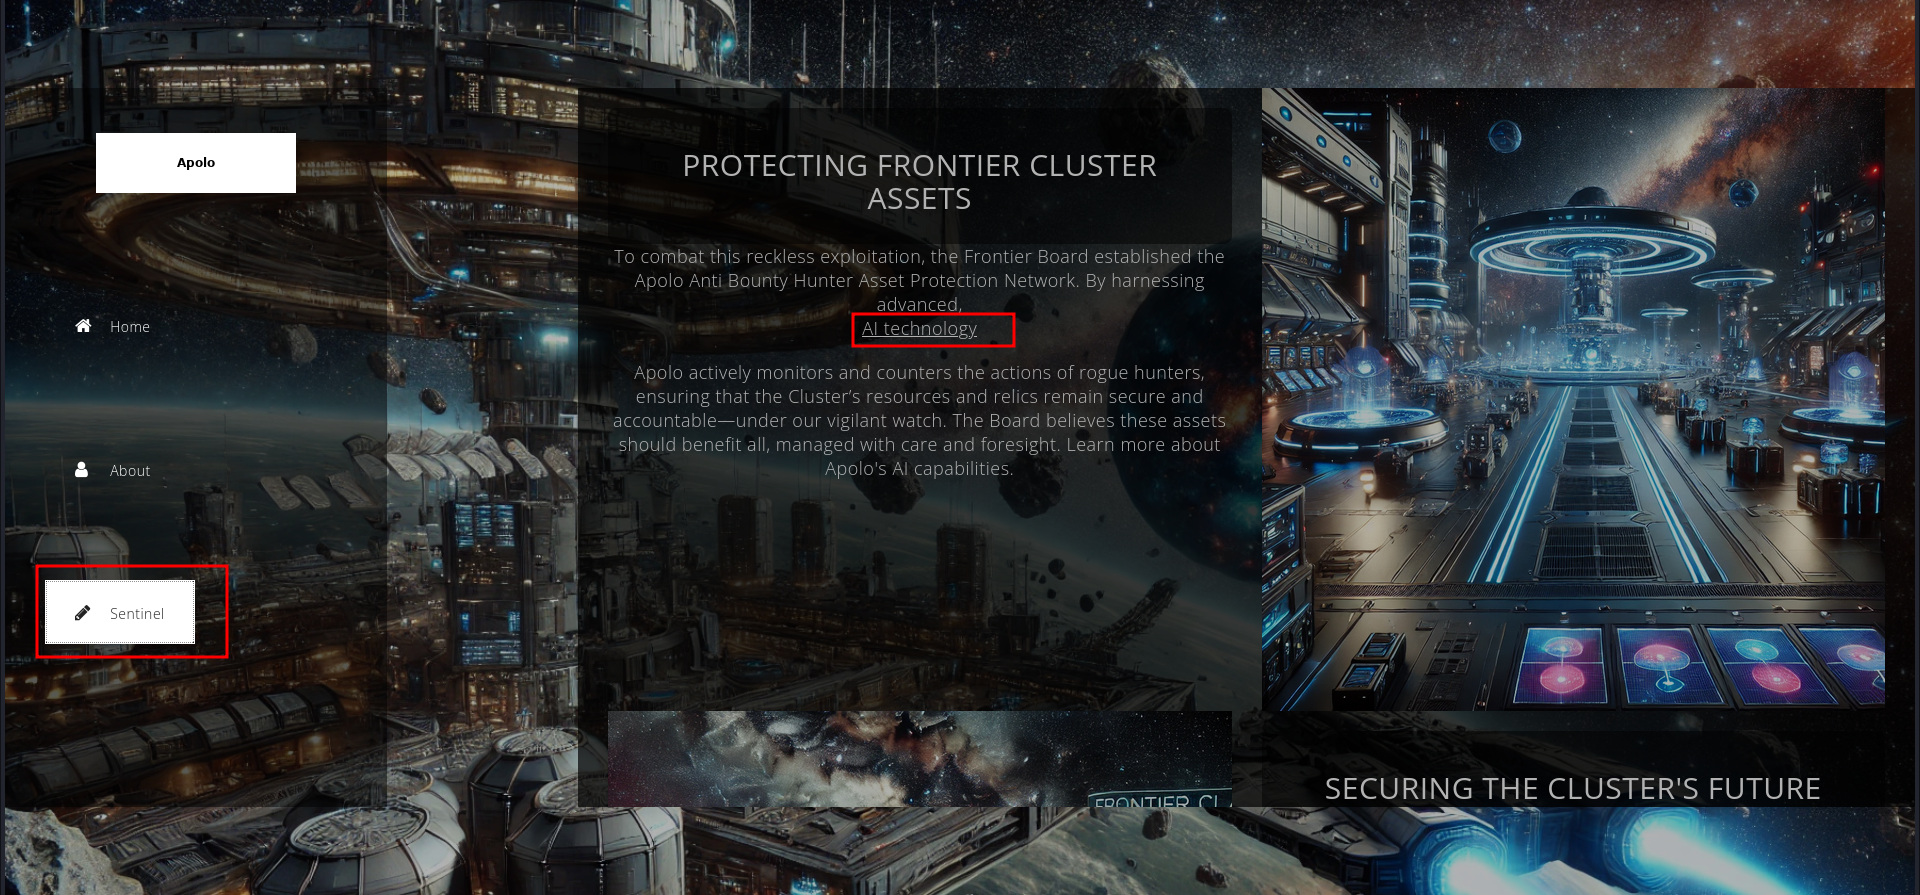 Apolo
Home
About
Sentinel
PROTECTING FRONTIER CLUSTER
ASSETS
To combat this reckless exploitation, the Frontier Board established the
Apolo Anti Bounty Hunter Asset Protection Network. By harnessing
advanced,
AI technology
Apolo actively monitors and counters the actions of rogue hunters,
ensuring that the Cluster’s resources and relics remain secure and
accountable—under our vigilant watch. The Board believes these assets
should benefit all, managed with care and foresight. Learn more about
Apolo's AI capabilities.
FRONTIER CL
SECURING THE CLUSTER'S FUTURE